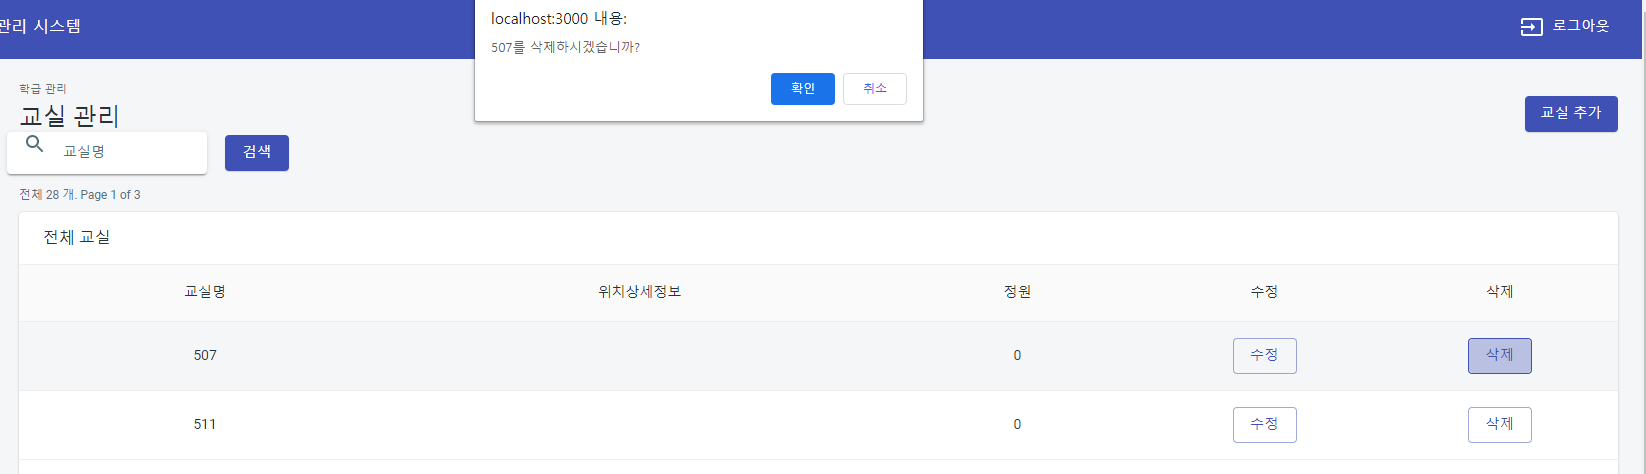 관리 시스템
localhost:3000 내용:
507를 삭제하시겠습니까?
확인 취소
로그아웃
학급 관리
교실 관리
교실 추가
교실명 검색
전체 28 개. Page 1 of 3
전체 교실
교실명 위치상세정보 정원 수정 삭제
507 0 수정 삭제
511 0 수정 삭제